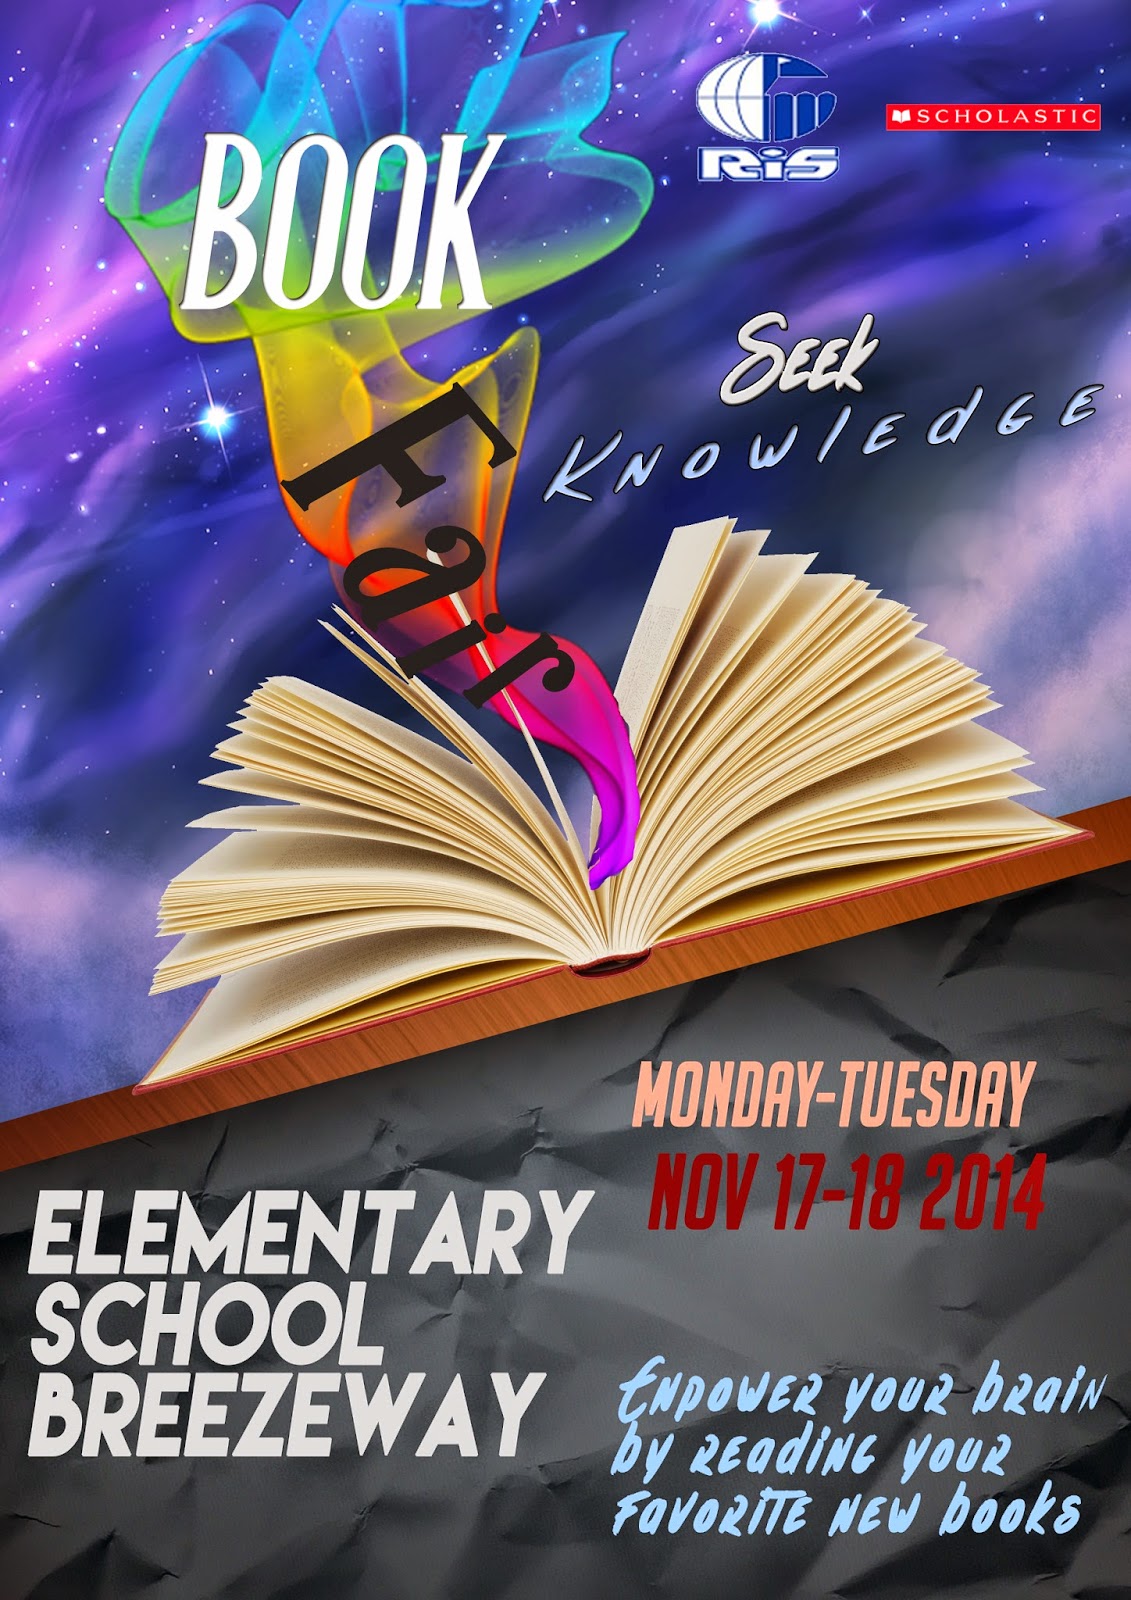 BOOK
Fair
RiS
SCHOLASTIC
Seek
Knowledge
MONDAY-TUESDAY
NOV 17-18 2014
ELEMENTARY
SCHOOL
BREEZEWAY
Empower your brain
by reading your
favorite new books